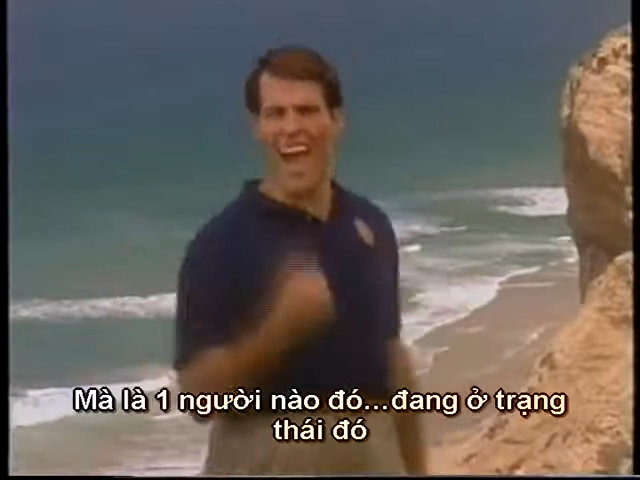 Mà là 1 người nào đó...đang ở trạng
thái đó